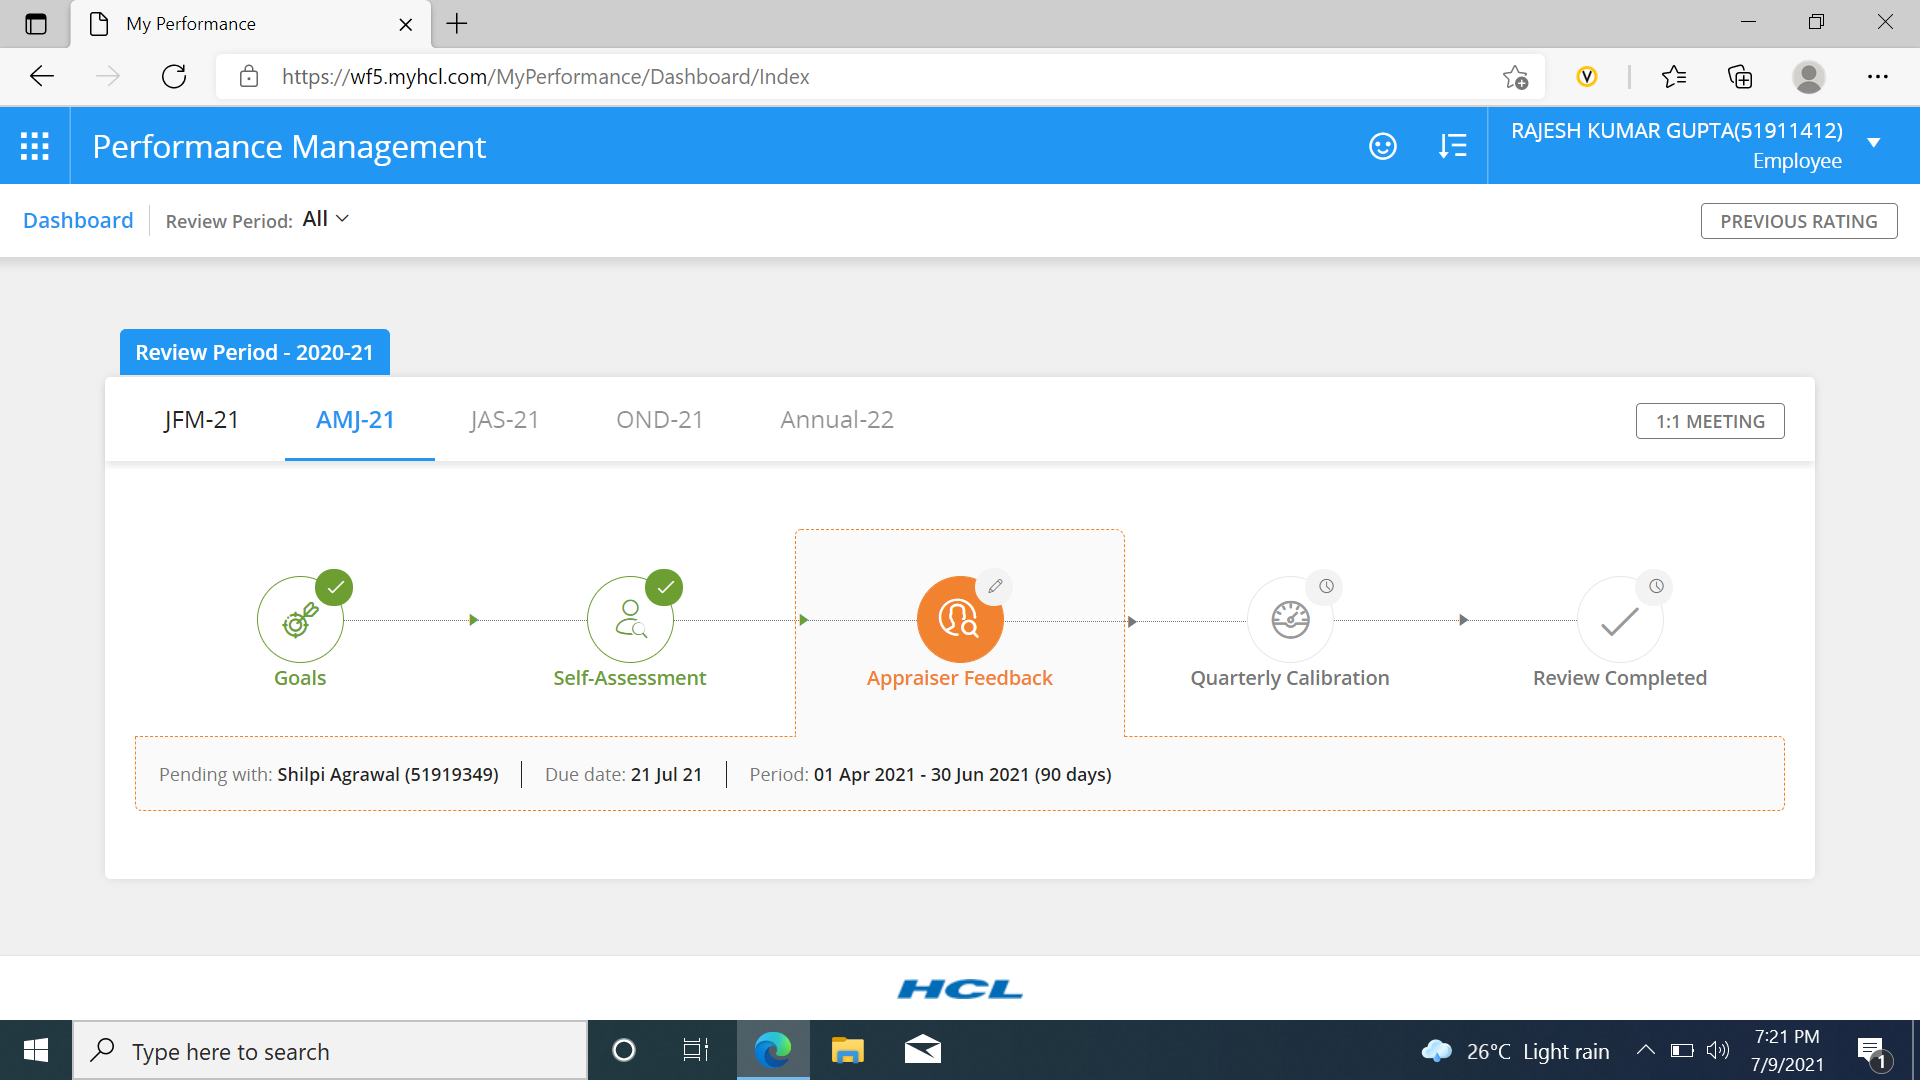 My Performance
https://wf5.myhcl.com/MyPerformance/Dashboard/Index
V
Performance Management
RAJESH KUMAR GUPTA(51911412)
Employee
Dashboard
Review Period: All
PREVIOUS RATING
Review Period - 2020-21
JFM-21
AMJ-21
JAS-21
OND-21
Annual-22
1:1 MEETING
Goals
Self-Assessment
Appraiser Feedback
Quarterly Calibration
Review Completed
Pending with: Shilpi Agrawal (51919349)
Due date: 21 Jul 21
Period: 01 Apr 2021 - 30 Jun 2021 (90 days)
HCL
Type here to search
26°C Light rain
7:21 PM
7/9/2021
1